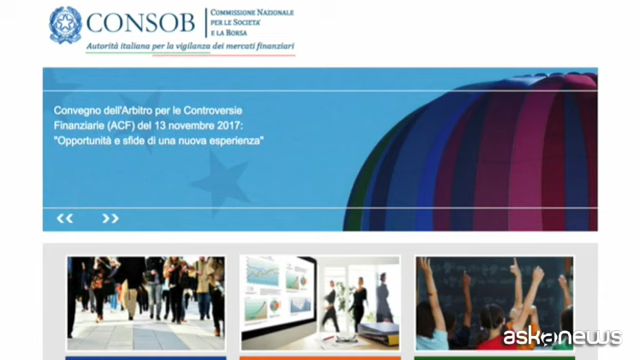 CONSOB
COMMISSIONE NAZIONALE
PER LE SOCIETA'
E LA BORSA
Autorità italiana per la vigilanza dei mercati finanziari
Convegno dell'Arbitro per le Controversie
Finanziarie (ACF) del 13 novembre 2017:
"Opportunità e sfide di una nuova esperienza"
<< >>
askanews